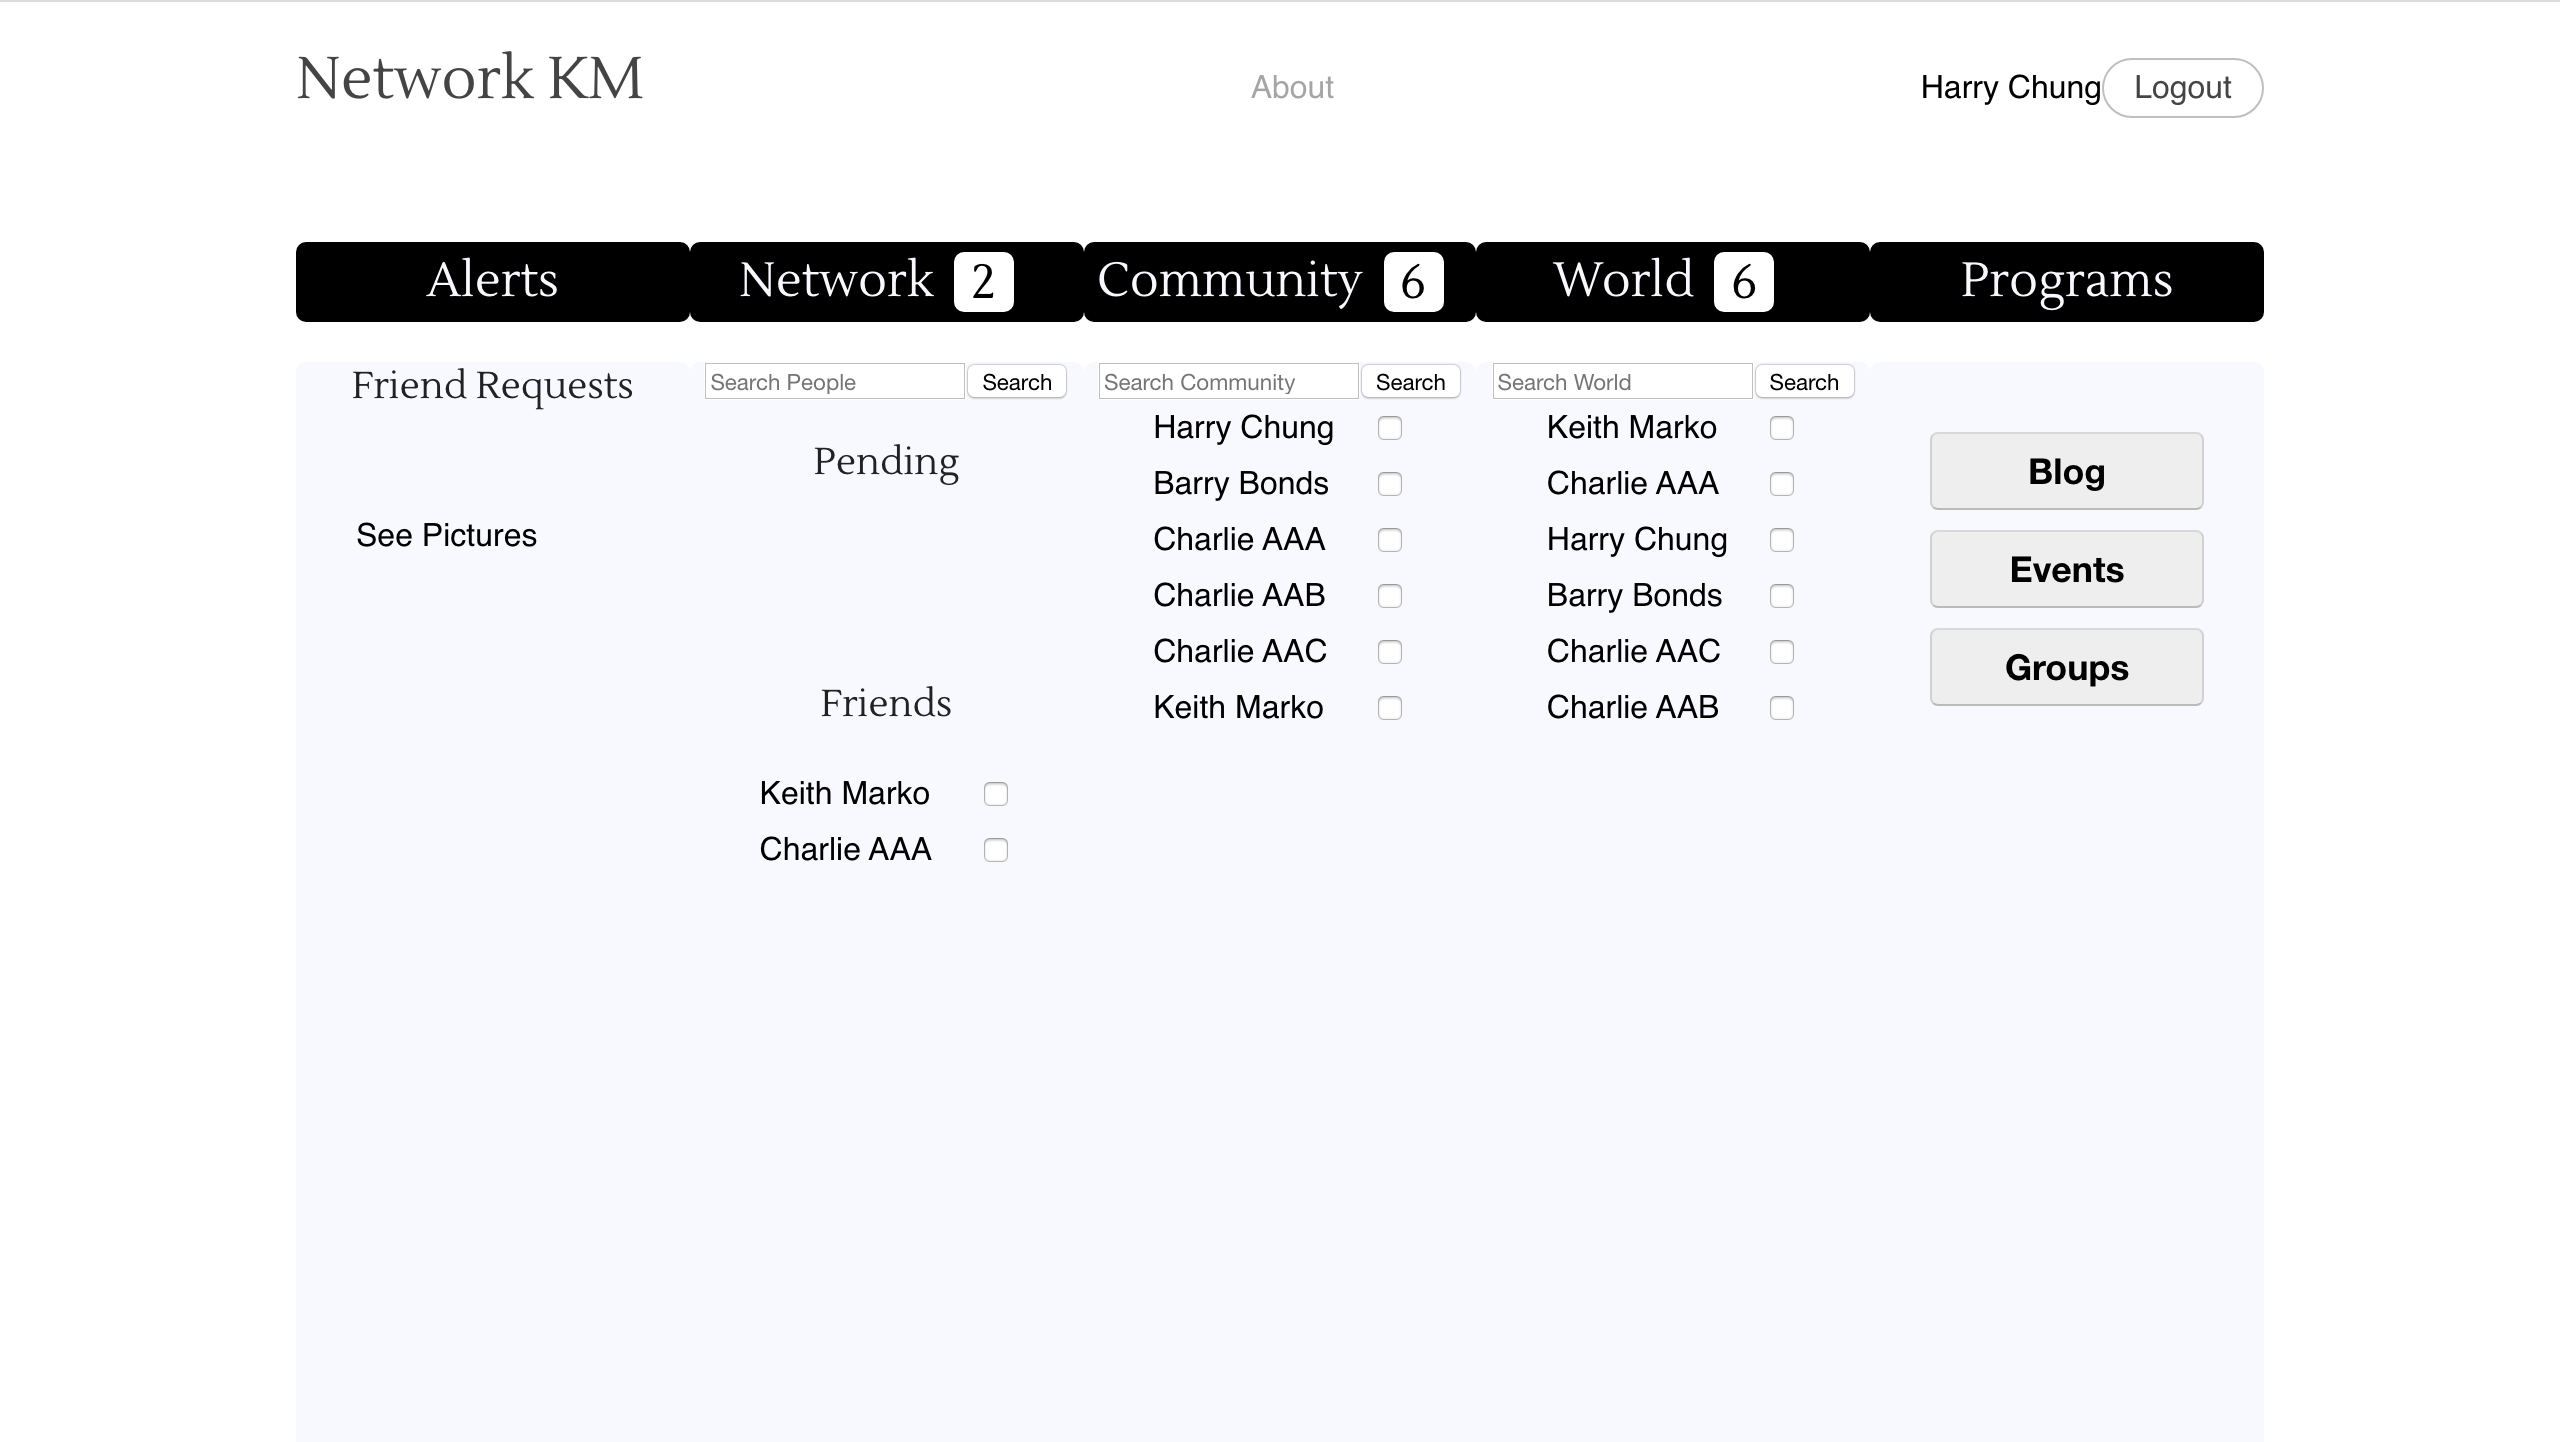 Network KM
About
Harry Chung
Logout
Alerts
Network 2
Community 6
World 6
Programs
Friend Requests
See Pictures
Search People
Search
Pending
Friends
Keith Marko
Charlie AAA
Search Community
Search
Harry Chung
Barry Bonds
Charlie AAA
Charlie AAB
Charlie AAC
Keith Marko
Search World
Search
Keith Marko
Charlie AAA
Harry Chung
Barry Bonds
Charlie AAC
Charlie AAB
Blog
Events
Groups